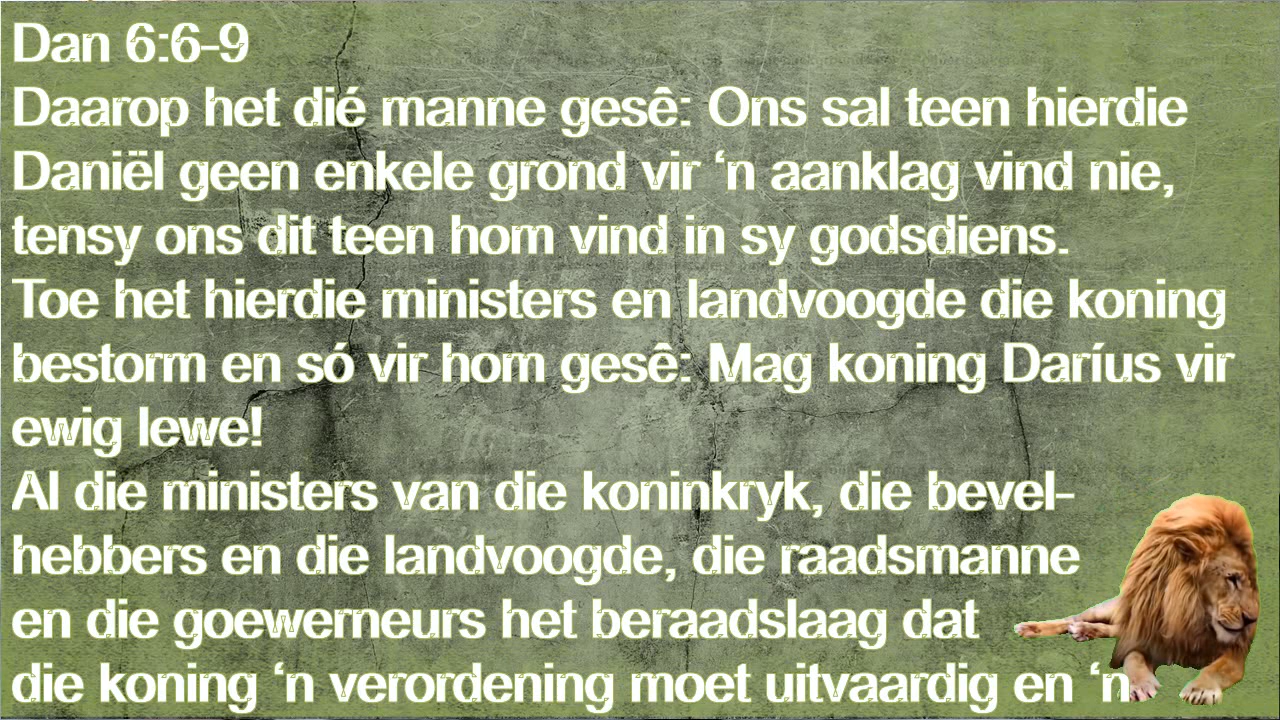 Dan 6:6-9
Daarop het dié manne gesê: Ons sal teen hierdie
Daniël geen enkele grond vir ‘n aanklag vind nie,
tensy ons dit teen hom vind in sy godsdiens.
Toe het hierdie ministers en landvoogde die koning
bestorm en só vir hom gesê: Mag koning Daríus vir
ewig lewe!
Al die ministers van die koninkryk, die bevel-
hebbers en die landvoogde, die raadsmanne
en die goewerneurs het beraadslaag dat
die koning ‘n verordening moet uitvaardig en ‘n